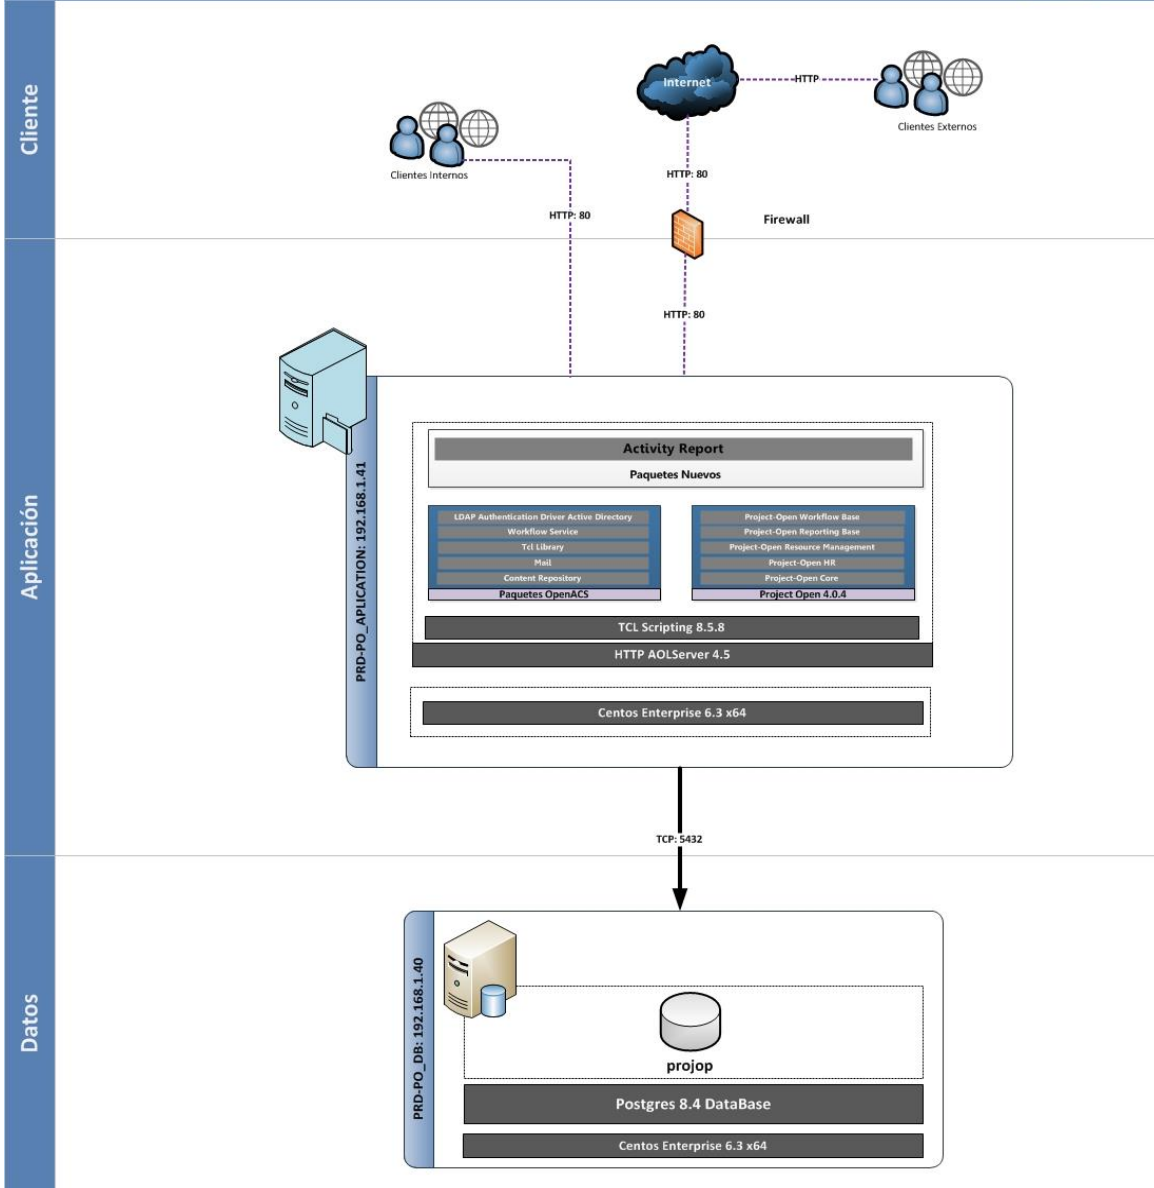 Cliente
Internet
HTTP
Clientes Externos
Clientes Internos
HTTP: 80
HTTP: 80
Firewall
Aplicación
HTTP: 80
PRD-PO_APLICATION: 192.168.1.41
Activity Report
Paquetes Nuevos
LDAP Authentication Driver Active Directory
Workflow Service
Tcl Library
Mail
Content Repository
Paquetes OpenACS
Project-Open Workflow Base
Project-Open Reporting Base
Project-Open Resource Management
Project-Open HR
Project-Open Core
Project Open 4.0.4
TCL Scripting 8.5.8
HTTP AOLServer 4.5
Centos Enterprise 6.3 x64
TCP: 5432
Datos
PRD-PO_DB: 192.168.1.40
projop
Postgres 8.4 DataBase
Centos Enterprise 6.3 x64